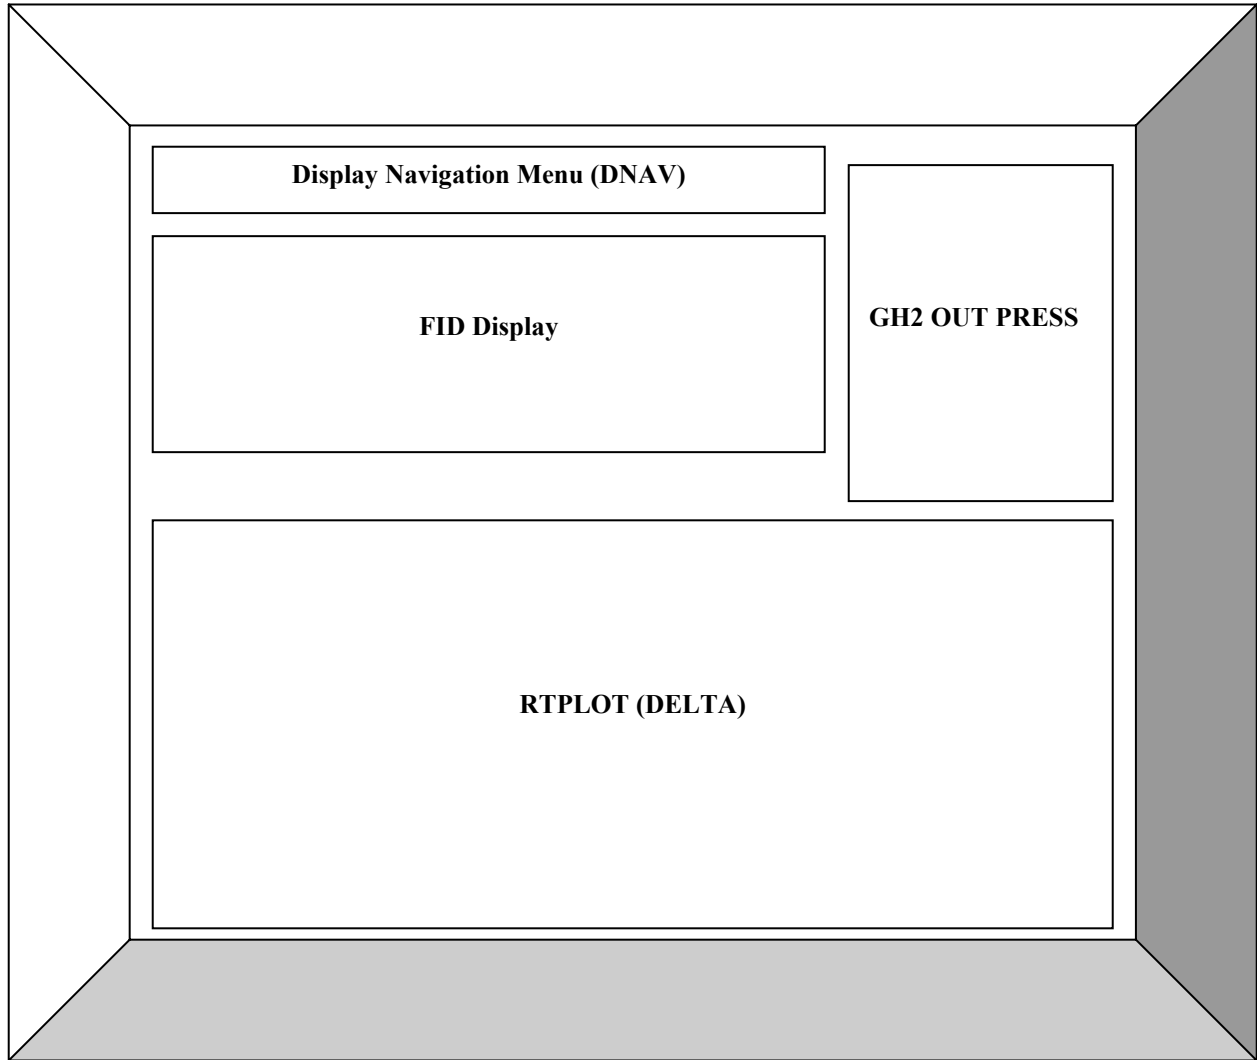 Display Navigation Menu (DNAV)
FID Display
GH2 OUT PRESS
RTPLOT (DELTA)